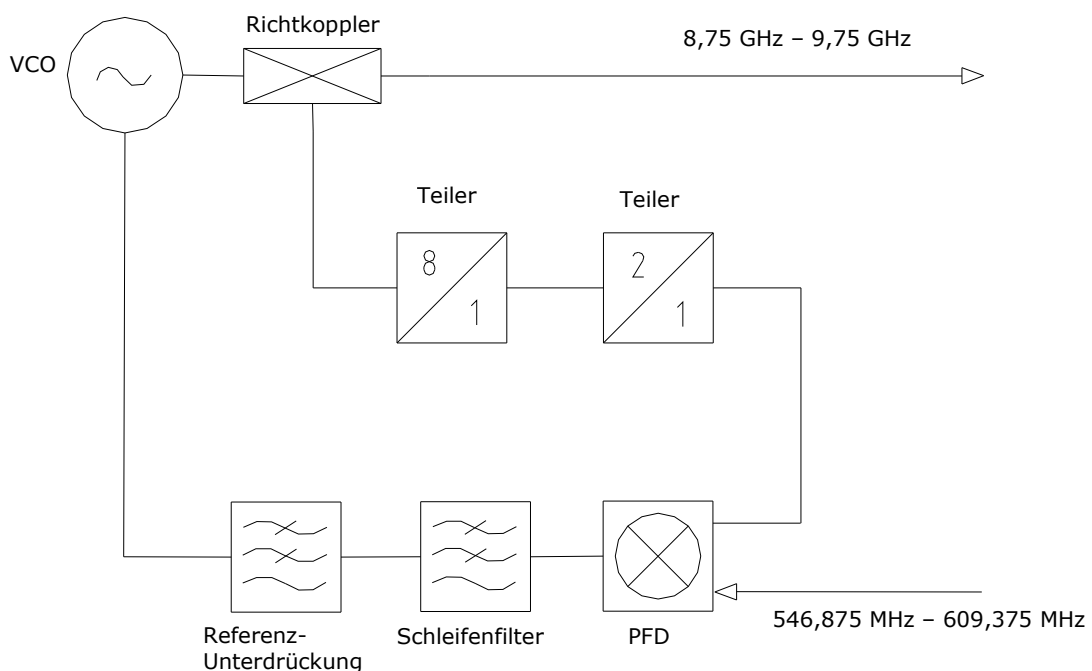 Richtkoppler
8,75 GHz – 9,75 GHz
VCO
Teiler
Teiler
8
1
2
1
546,875 MHz – 609,375 MHz
Referenz-
Unterdrückung
Schleifenfilter
PFD